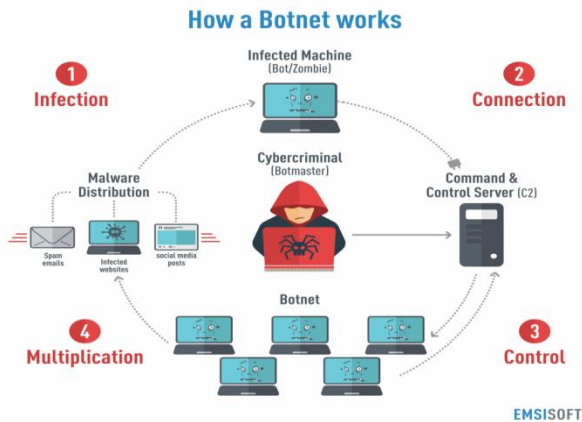 How a Botnet works
Infected Machine
(Bot/Zombie)
1
Infection
2
Connection
Malware
Distribution
Spam
emails
Infected
websites
social media
posts
Cybercriminal
(Botmaster)
Command &
Control Server (C2)
4
Multiplication
Botnet
3
Control
EMSISOFT